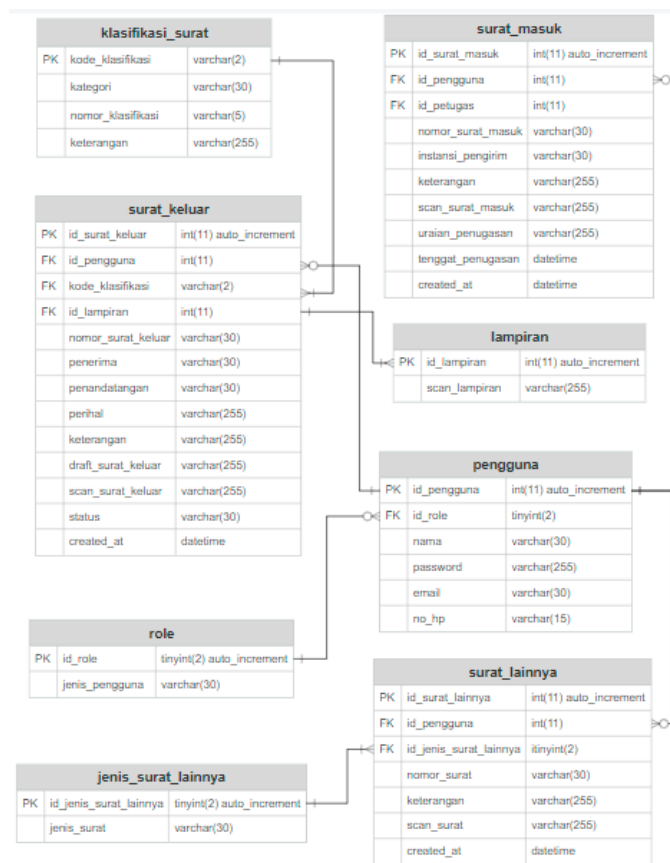 klasifikasi_surat
PK kode_klasifikasi varchar(2)
kategori varchar(30)
nomor_klasifikasi varchar(5)
keterangan varchar(255)
surat_masuk
PK id_surat_masuk int(11) auto_increment
FK id_pengguna int(11)
FK id_petugas int(11)
nomor_surat_masuk varchar(30)
instansi_pengirim varchar(30)
keterangan varchar(255)
scan_surat_masuk varchar(255)
uraian_penugasan varchar(255)
tenggat_penugasan datetime
created_at datetime
surat_keluar
PK id_surat_keluar int(11) auto_increment
FK id_pengguna int(11)
FK kode_klasifikasi varchar(2)
FK id_lampiran int(11)
nomor_surat_keluar varchar(30)
penerima varchar(30)
penandatangan varchar(30)
perihal varchar(255)
keterangan varchar(255)
draft_surat_keluar varchar(255)
scan_surat_keluar varchar(255)
status varchar(30)
created_at datetime
lampiran
PK id_lampiran int(11) auto_increment
scan_lampiran varchar(255)
pengguna
PK id_pengguna int(11) auto_increment
FK id_role tinyint(2)
nama varchar(30)
password varchar(255)
email varchar(30)
no_hp varchar(15)
role
PK id_role tinyint(2) auto_increment
jenis_pengguna varchar(30)
surat_lainnya
PK id_surat_lainnya int(11) auto_increment
FK id_pengguna int(11)
FK id_jenis_surat_lainnya itinyint(2)
nomor_surat varchar(30)
keterangan varchar(255)
scan_surat varchar(255)
created_at datetime
jenis_surat_lainnya
PK id_jenis_surat_lainnya tinyint(2) auto_increment
jenis_surat varchar(30)